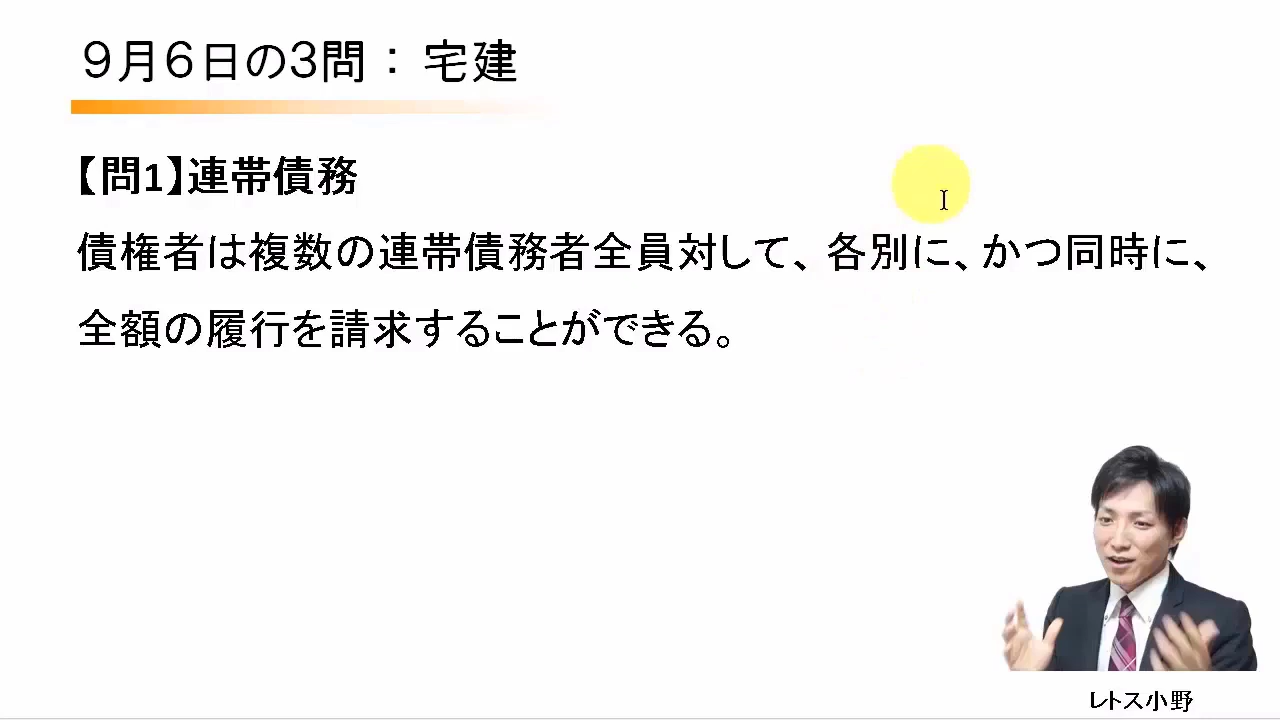 ９月６日の３問：宅建
【問1】連帯債務
債権者は複数の連帯債務者全員対して、各別に、かつ同時に、
全額の履行を請求することができる。
レトス小野